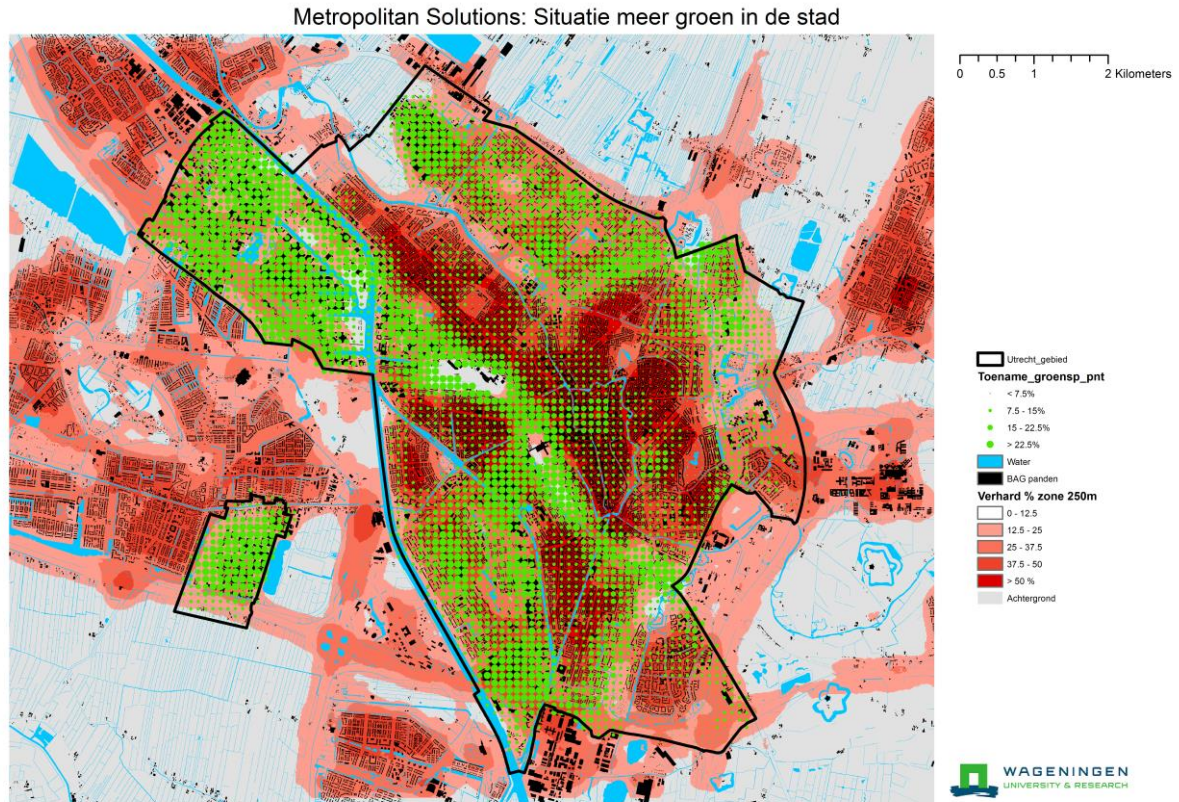 Metropolitan Solutions: Situatie meer groen in de stad
0 0.5 1 2 Kilometers
Utrecht_gebied
Toename_groensp_pnt
< 7.5%
7.5 - 15%
15 - 22.5%
> 22.5%
Water
BAG panden
Verhard % zone 250m
0 - 12.5
12.5 - 25
25 - 37.5
37.5 - 50
> 50 %
Achtergrond
WAGENINGEN
UNIVERSITY & RESEARCH